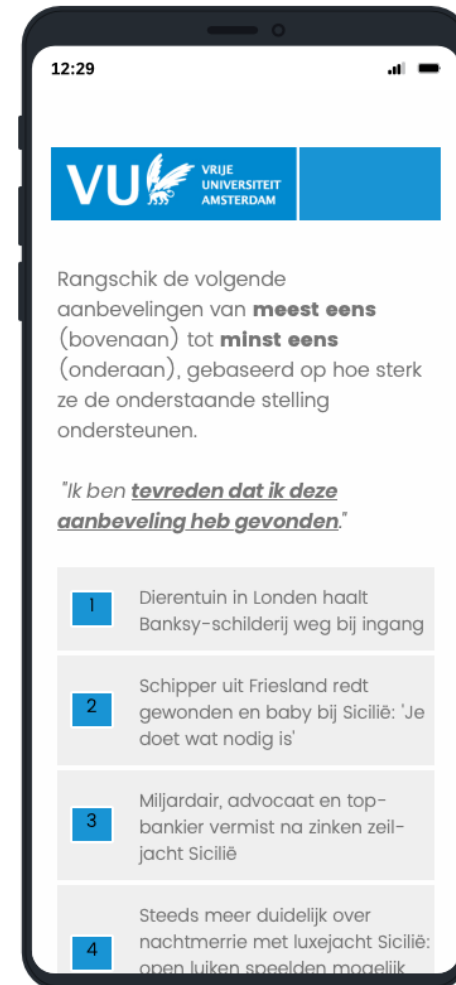 12:29
VU VRIJE
UNIVERSITEIT
AMSTERDAM
Rangschik de volgende
aanbevelingen van meest eens
(bovenaan) tot minst eens
(onderaan), gebaseerd op hoe sterk
ze de onderstaande stelling
ondersteunen.
"Ik ben tevreden dat ik deze
aanbeveling heb gevonden."
1
Dierentuin in Londen haalt
Banksy-schilderij weg bij ingang
2
Schipper uit Friesland redt
gewonden en baby bij Sicilië: 'Je
doet wat nodig is'
3
Miljardair, advocaat en top-
bankier vermist na zinken zeil-
jacht Sicilië
4
Steeds meer duidelijk over
nachtmerrie met luxejacht Sicilië:
open luiken speelden mogelijk